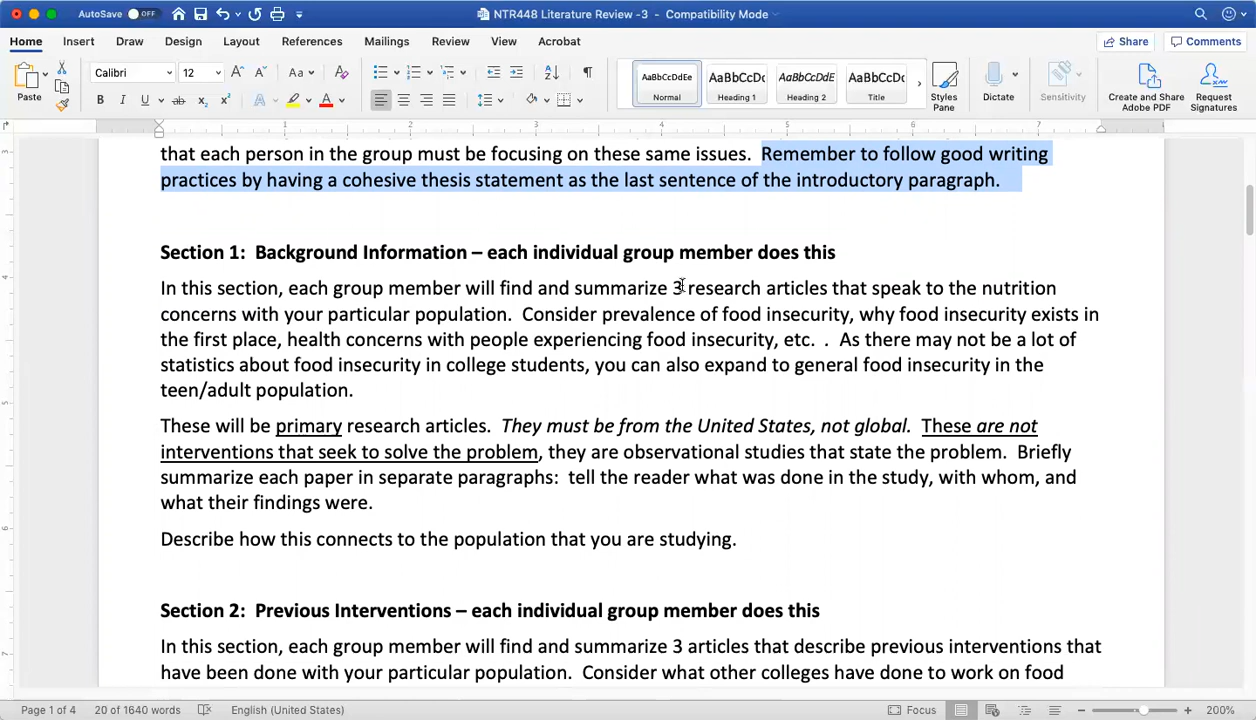 AutoSave OFF NTR448 Literature Review -3 - Compatibility Mode
Home Insert Draw Design Layout References Mailings Review View Acrobat Share Comments
Paste Calibri 12 Aa AaBbCcDdEe Normal AaBbCcDc Heading 1 AaBbCcDdEe Heading 2 AaBbCcDc Title Styles Pane Dictate Sensitivity Create and Share Adobe PDF Request Signatures
B I U ab x₂ x² A A
1 2 3 4 5 6 7
that each person in the group must be focusing on these same issues. Remember to follow good writing
practices by having a cohesive thesis statement as the last sentence of the introductory paragraph.
Section 1: Background Information – each individual group member does this
In this section, each group member will find and summarize 3 research articles that speak to the nutrition
concerns with your particular population. Consider prevalence of food insecurity, why food insecurity exists in
the first place, health concerns with people experiencing food insecurity, etc. . As there may not be a lot of
statistics about food insecurity in college students, you can also expand to general food insecurity in the
teen/adult population.
These will be primary research articles. They must be from the United States, not global. These are not
interventions that seek to solve the problem, they are observational studies that state the problem. Briefly
summarize each paper in separate paragraphs: tell the reader what was done in the study, with whom, and
what their findings were.
Describe how this connects to the population that you are studying.
Section 2: Previous Interventions – each individual group member does this
In this section, each group member will find and summarize 3 articles that describe previous interventions that
have been done with your particular population. Consider what other colleges have done to work on food
Page 1 of 4 20 of 1640 words English (United States) Focus 200%